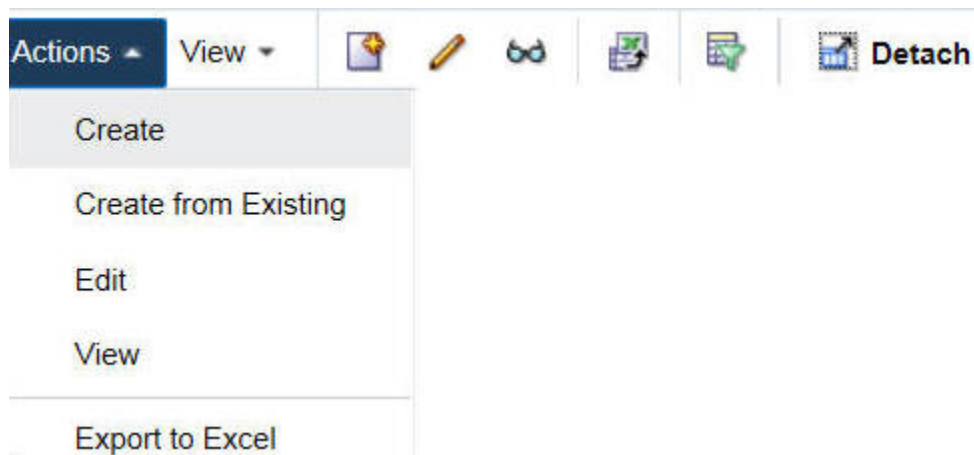 Actions View Detach
Create
Create from Existing
Edit
View
Export to Excel